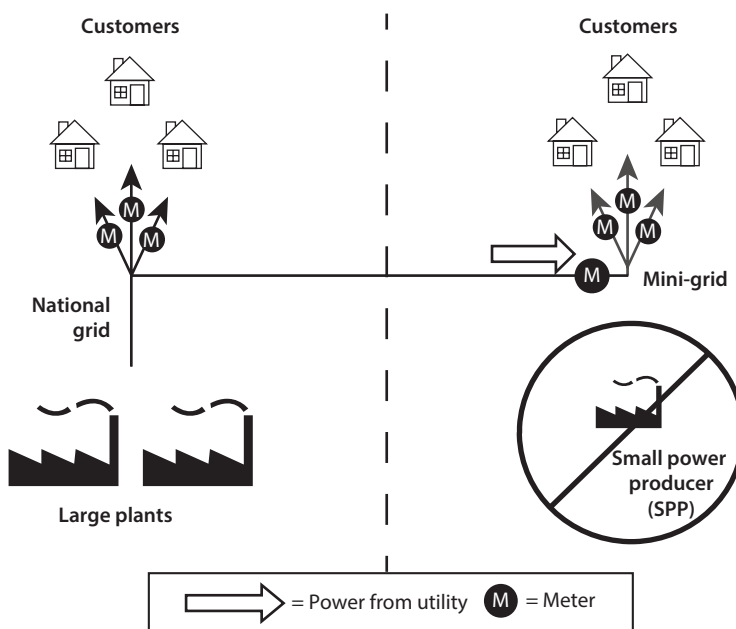 Customers
Customers
M
M
M
M
M
M
M
National
grid
Mini-grid
Large plants
Small power
producer
(SPP)
= Power from utility
M = Meter